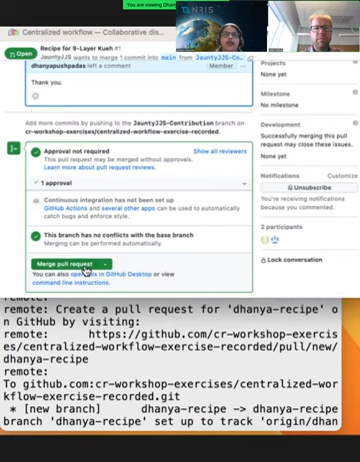 You are viewing Dhany
Centralized workflow — Collaborative dis...
Open
Recipe for 9-Layer Kueh #1
JauntyJJS wants to merge 1 commit into main from JauntyJJS-Co...
dhanyapushpadas left a comment
Member
Thank you.
Add more commits by pushing to the JauntyJJS-Contribution branch on
cr-workshop-exercises/centralized-workflow-exercise-recorded.
Approval not required
Show all reviewers
This pull request may be merged without approvals.
Learn more about pull request reviews.
1 approval
Continuous integration has not been set up
GitHub Actions and several other apps can be used to automatically
catch bugs and enforce style.
This branch has no conflicts with the base branch
Merging can be performed automatically.
Merge pull request
You can also open this in GitHub Desktop or view
command line instructions.
Projects
None yet
Milestone
No milestone
Development
Successfully merging this pull
request may close these issues.
None yet
Notifications
Customize
Unsubscribe
You're receiving notifications
because you commented.
2 participants
Lock conversation
remote:
remote: Create a pull request for 'dhanya-recipe' o
n GitHub by visiting:
remote: https://github.com/cr-workshop-exercis
es/centralized-workflow-exercise-recorded/pull/new/
dhanya-recipe
remote:
To github.com:cr-workshop-exercises/centralized-wor
kflow-exercise-recorded.git
* [new branch] dhanya-recipe -> dhanya-recipe
branch 'dhanya-recipe' set up to track 'origin/dhan